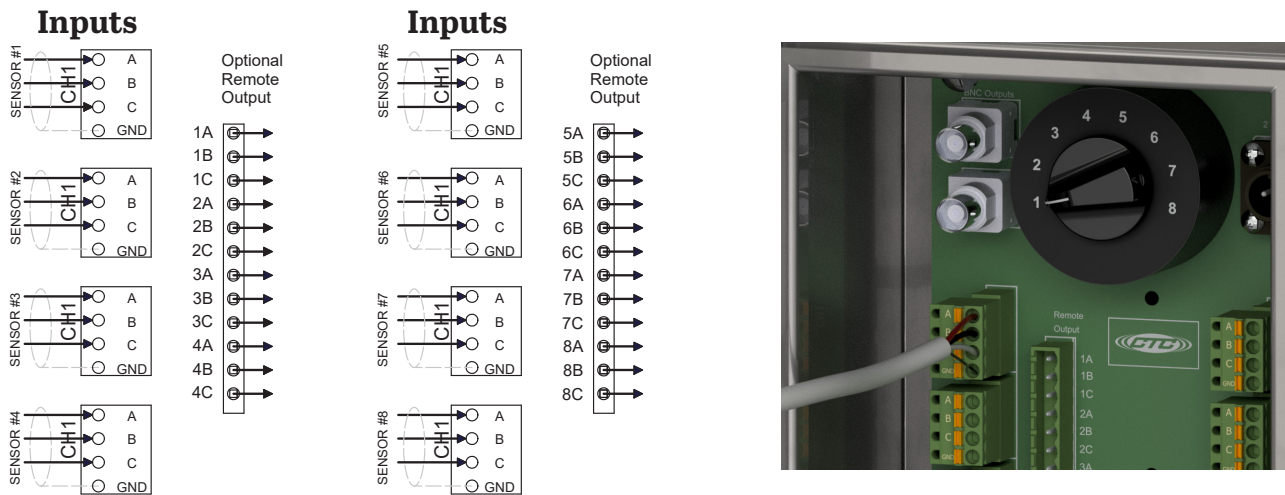 Inputs
SENSOR #1
CH1
A
B
C
GND
SENSOR #2
CH1
A
B
C
GND
SENSOR #3
CH1
A
B
C
GND
SENSOR #4
CH1
A
B
C
GND
Optional
Remote
Output
1A
1B
1C
2A
2B
2C
3A
3B
3C
4A
4B
4C
Inputs
SENSOR #5
CH1
A
B
C
GND
SENSOR #6
CH1
A
B
C
GND
SENSOR #7
CH1
A
B
C
GND
SENSOR #8
CH1
A
B
C
GND
Optional
Remote
Output
5A
5B
5C
6A
6B
6C
7A
7B
7C
8A
8B
8C
BNC Outputs
1
2
3
4
5
6
7
8
2
A
B
GND
A
B
C
GND
Remote
Output
1A
1B
1C
2A
2B
2C
3A
CTC
A
B
C
GND
A
B
C
GND